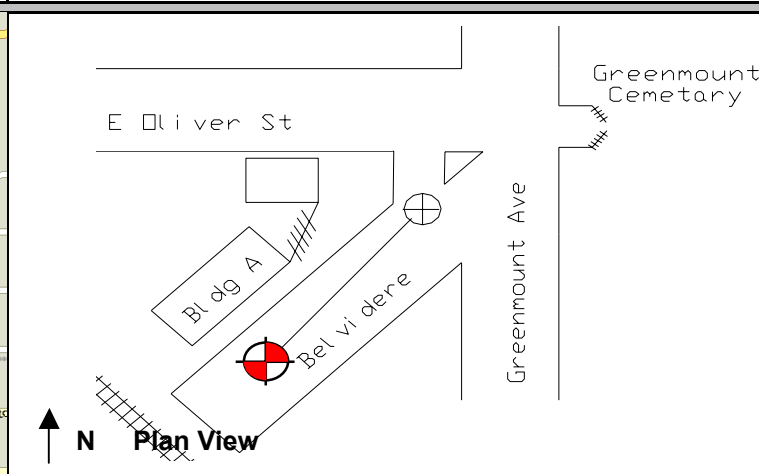 Greenmount
Cemetary
E Oliver St
Bldg A
Belvidere
Greenmount Ave
N Plan View